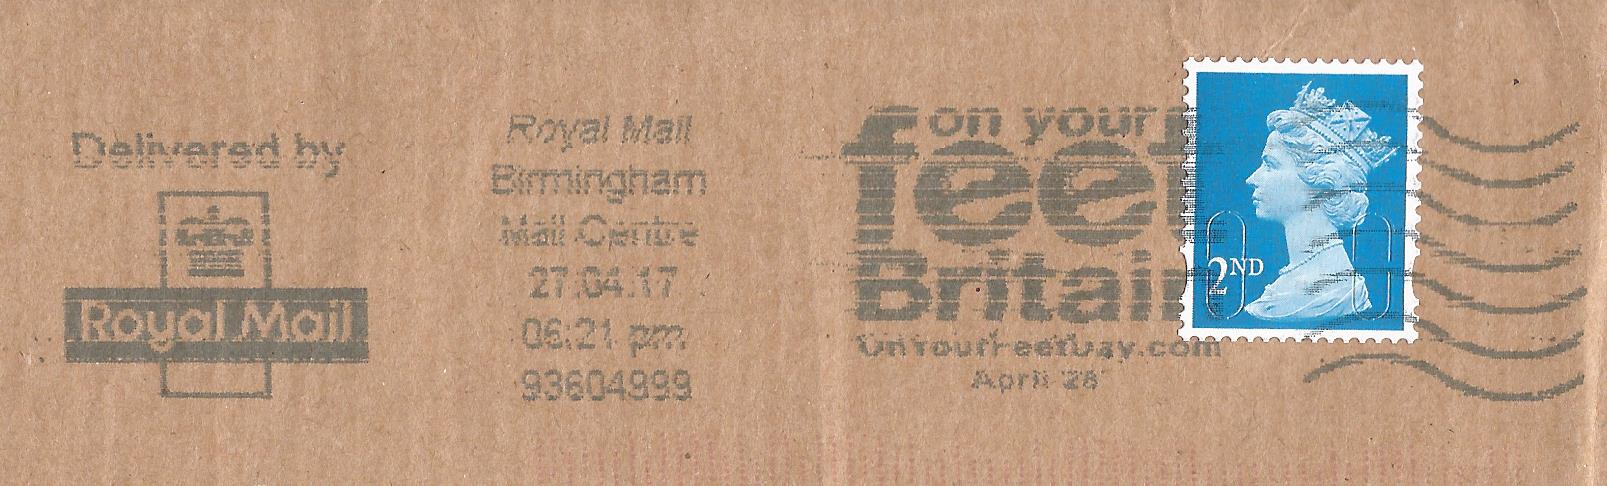 Delivered by
Royal Mail
Royal Mail
Birmingham
Mail Centre
27.04.17
06:21 pm
93604999
on your
feet
Britain
OnYourFeetDay.com
April 28
2ND